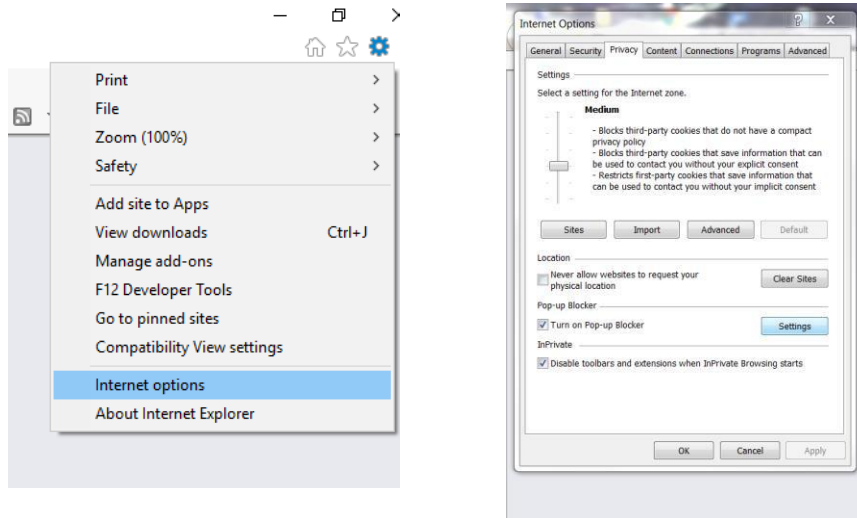 Print
File
Zoom (100%)
Safety
Add site to Apps
View downloads Ctrl+J
Manage add-ons
F12 Developer Tools
Go to pinned sites
Compatibility View settings
Internet options
About Internet Explorer
Internet Options
General Security Privacy Content Connections Programs Advanced
Settings
Select a setting for the Internet zone.
Medium
- Blocks third-party cookies that do not have a compact
privacy policy
- Blocks third-party cookies that save information that can
be used to contact you without your explicit consent
- Restricts first-party cookies that save information that
can be used to contact you without your implicit consent
Sites Import Advanced Default
Location
Never allow websites to request your
physical location
Clear Sites
Pop-up Blocker
Turn on Pop-up Blocker Settings
InPrivate
Disable toolbars and extensions when InPrivate Browsing starts
OK Cancel Apply